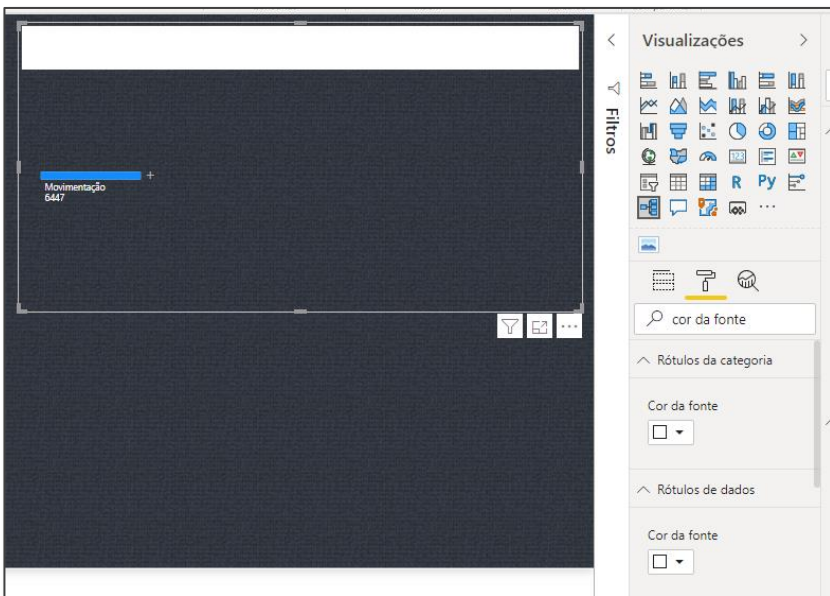 Movimentação
6447
Filtros
Visualizações
123
R
Py
cor da fonte
Rótulos da categoria
Cor da fonte
Rótulos de dados
Cor da fonte